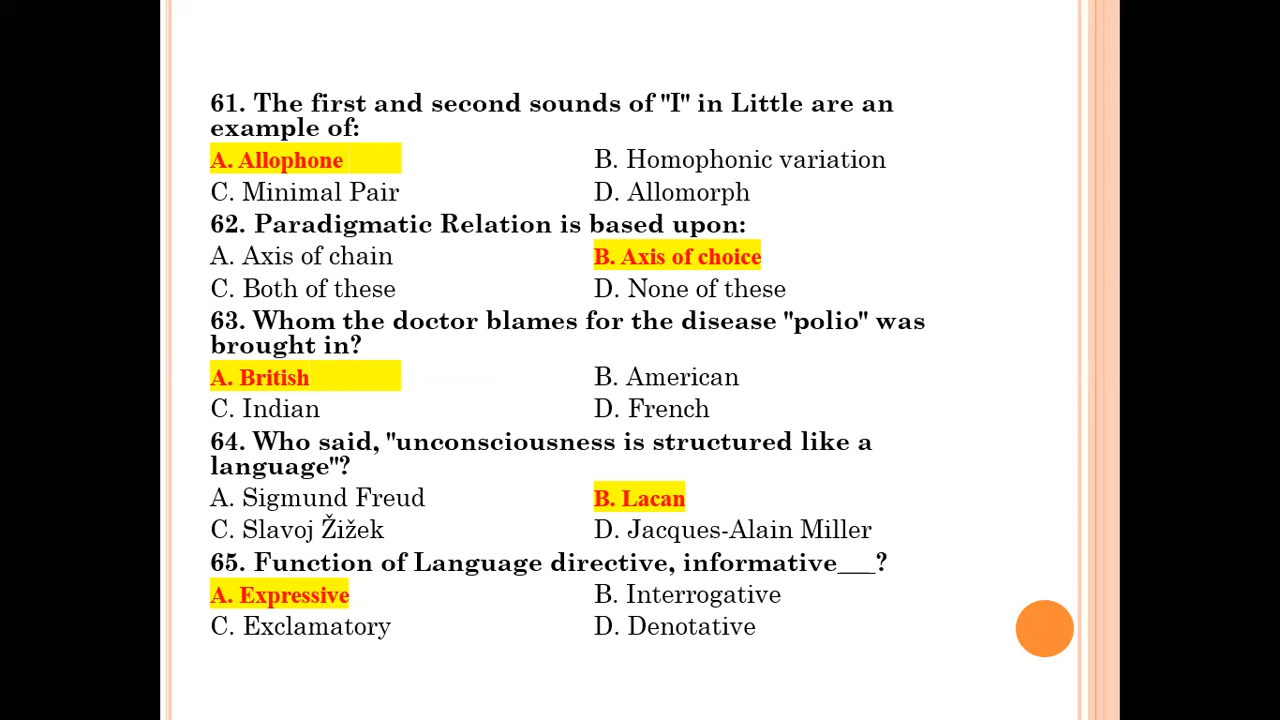 61. The first and second sounds of "I" in Little are an
example of:
A. Allophone B. Homophonic variation
C. Minimal Pair D. Allomorph
62. Paradigmatic Relation is based upon:
A. Axis of chain B. Axis of choice
C. Both of these D. None of these
63. Whom the doctor blames for the disease "polio" was
brought in?
A. British B. American
C. Indian D. French
64. Who said, "unconsciousness is structured like a
language"?
A. Sigmund Freud B. Lacan
C. Slavoj Žižek D. Jacques-Alain Miller
65. Function of Language directive, informative___?
A. Expressive B. Interrogative
C. Exclamatory D. Denotative